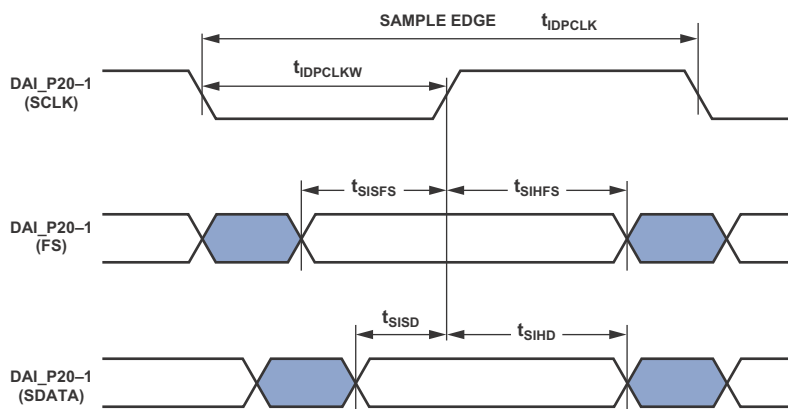 SAMPLE EDGE
tIDPCLK
tIDPCLKW
DAI_P20–1
(SCLK)
tSISFS
tSIHFS
DAI_P20–1
(FS)
tSISD
tSIHD
DAI_P20–1
(SDATA)